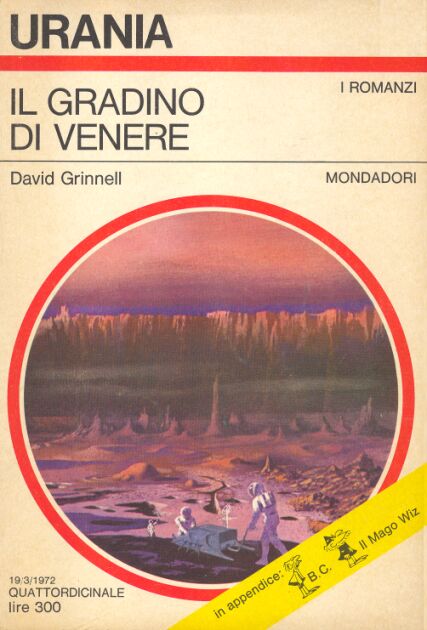 URANIA
I ROMANZI
IL GRADINO
DI VENERE
David Grinnell
MONDADORI
19/3/1972
QUATTORDICINALE
lire 300
in appendice:
B.C.
Il Mago Wiz